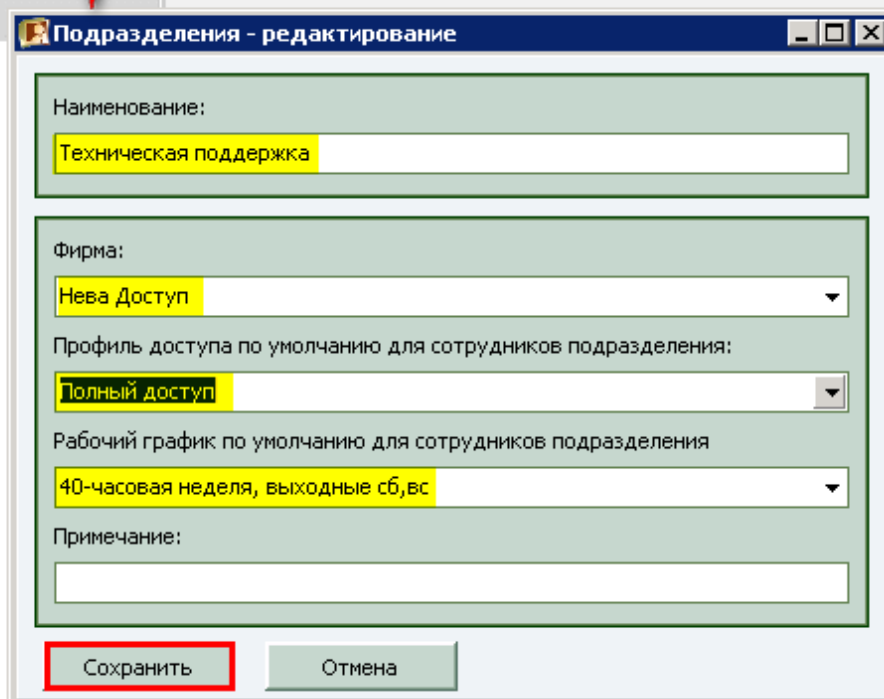 Подразделения - редактирование
Наименование:
Техническая поддержка
Фирма:
Нева Доступ
Профиль доступа по умолчанию для сотрудников подразделения:
Полный доступ
Рабочий график по умолчанию для сотрудников подразделения
40-часовая неделя, выходные сб,вс
Примечание:
Сохранить
Отмена